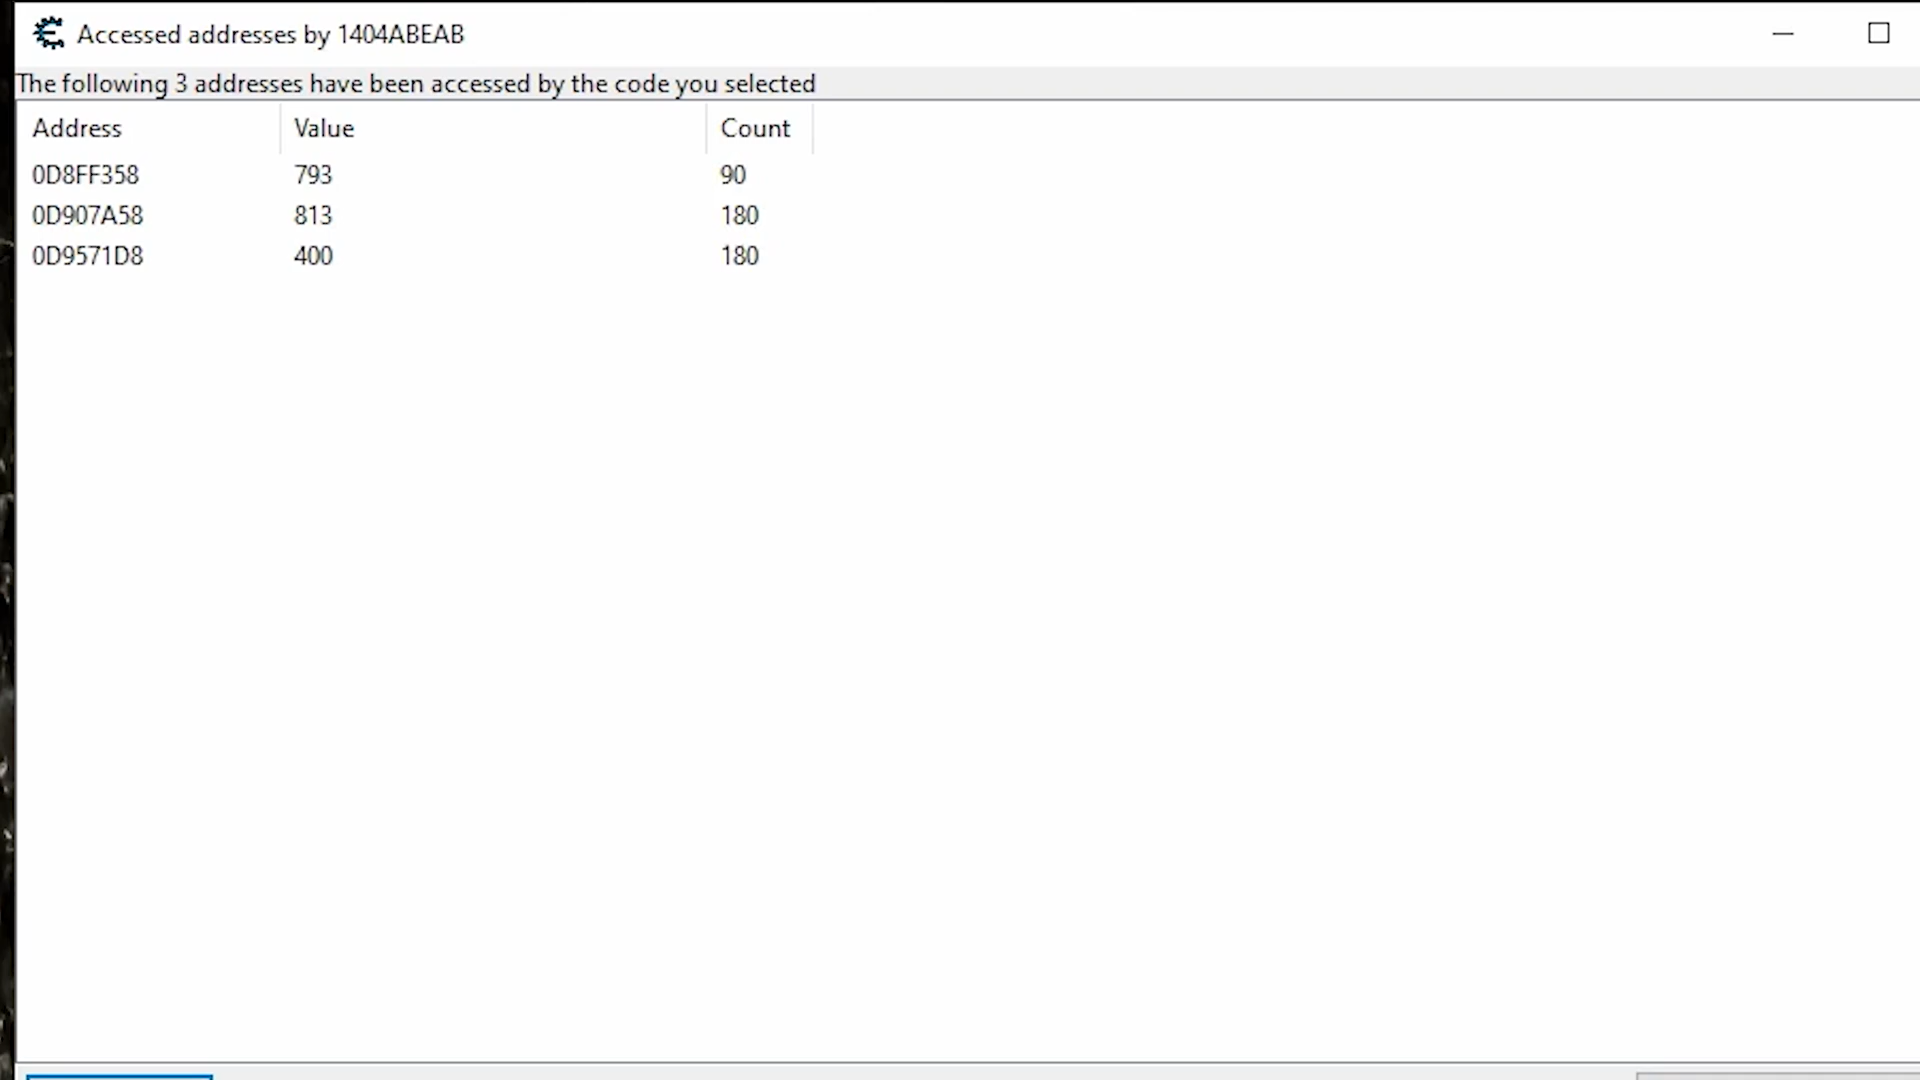 Accessed addresses by 1404ABEAB
The following 3 addresses have been accessed by the code you selected
Address Value Count
0D8FF358 793 90
0D907A58 813 180
0D9571D8 400 180